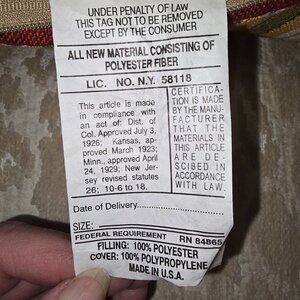 UNDER PENALTY OF LAW
THIS TAG NOT TO BE REMOVED
EXCEPT BY THE CONSUMER
ALL NEW MATERIAL CONSISTING OF
POLYESTER FIBER
LIC. NO. N.Y. 58118
This article is made
in compliance with
an act of: Dist. of
Col. Approved July 3,
1926; Kansas, ap-
proved March 1923;
Minn., approved April
24, 1929; New Jer-
sey revised statutes
26; 10-6 to 18.
CERTIFICA-
TION IS MADE
BY THE MANU-
FACTURER
THAT THE
MATERIALS IN
THIS ARTICLE
ARE DE-
SCRIBED IN
ACCORDANCE
WITH LAW.
Date of Delivery
SIZE:
FEDERAL REQUIREMENT RN 84865
FILLING: 100% POLYESTER
COVER: 100% POLYPROPYLENE
MADE IN U.S.A.